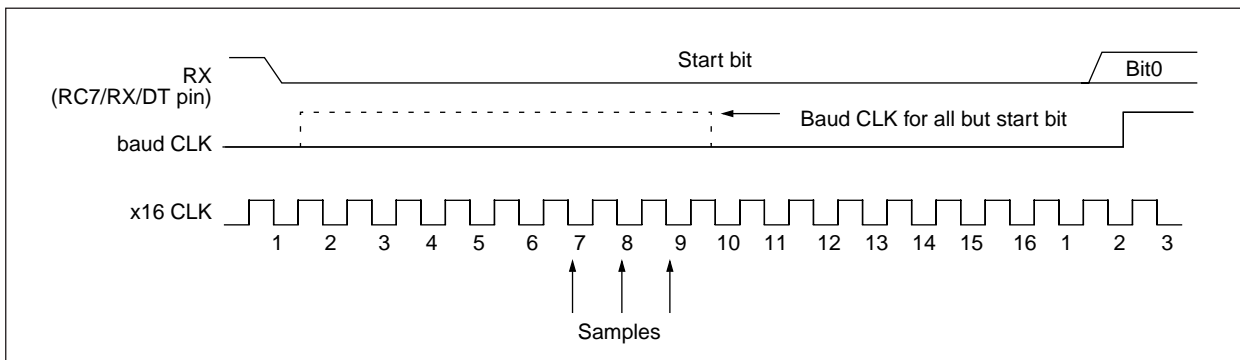 Start bit
RX
(RC7/RX/DT pin)
Bit0
Baud CLK for all but start bit
baud CLK
x16 CLK
1 2 3 4 5 6 7 8 9 10 11 12 13 14 15 16 1 2 3
Samples